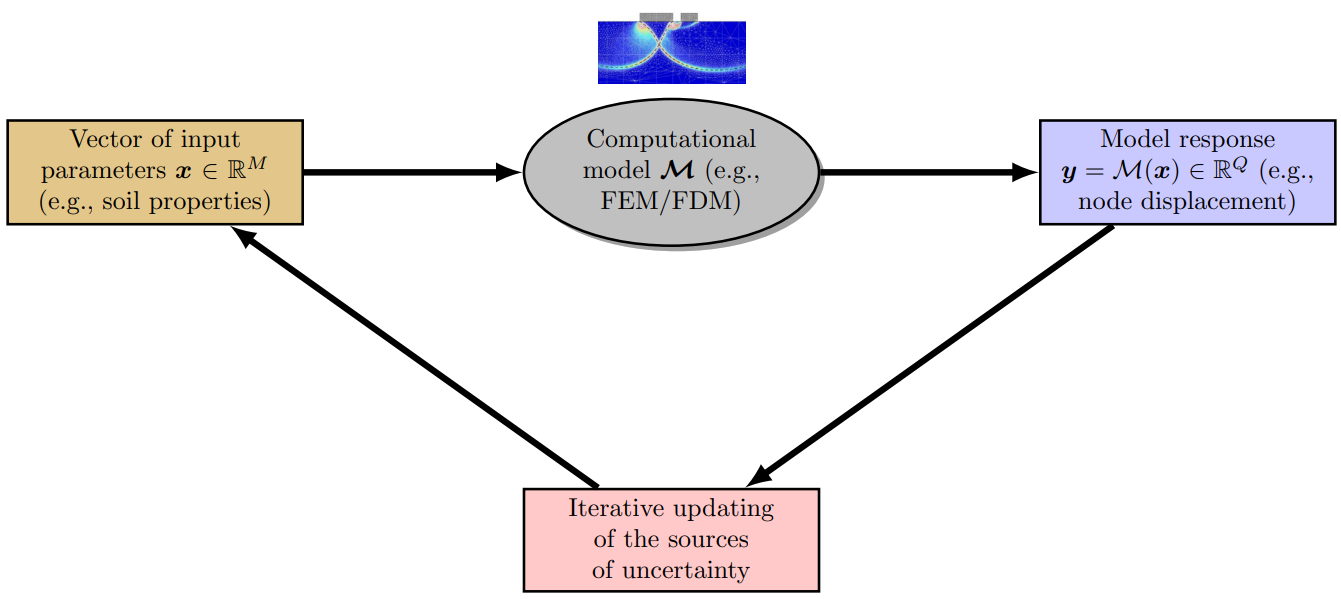 Vector of input
parameters 𝒙 ∈ ℝ^M
(e.g., soil properties)
Computational
model 𝓜 (e.g.,
FEM/FDM)
Model response
𝒚 = ℳ(𝒙) ∈ ℝ^Q (e.g.,
node displacement)
Iterative updating
of the sources
of uncertainty